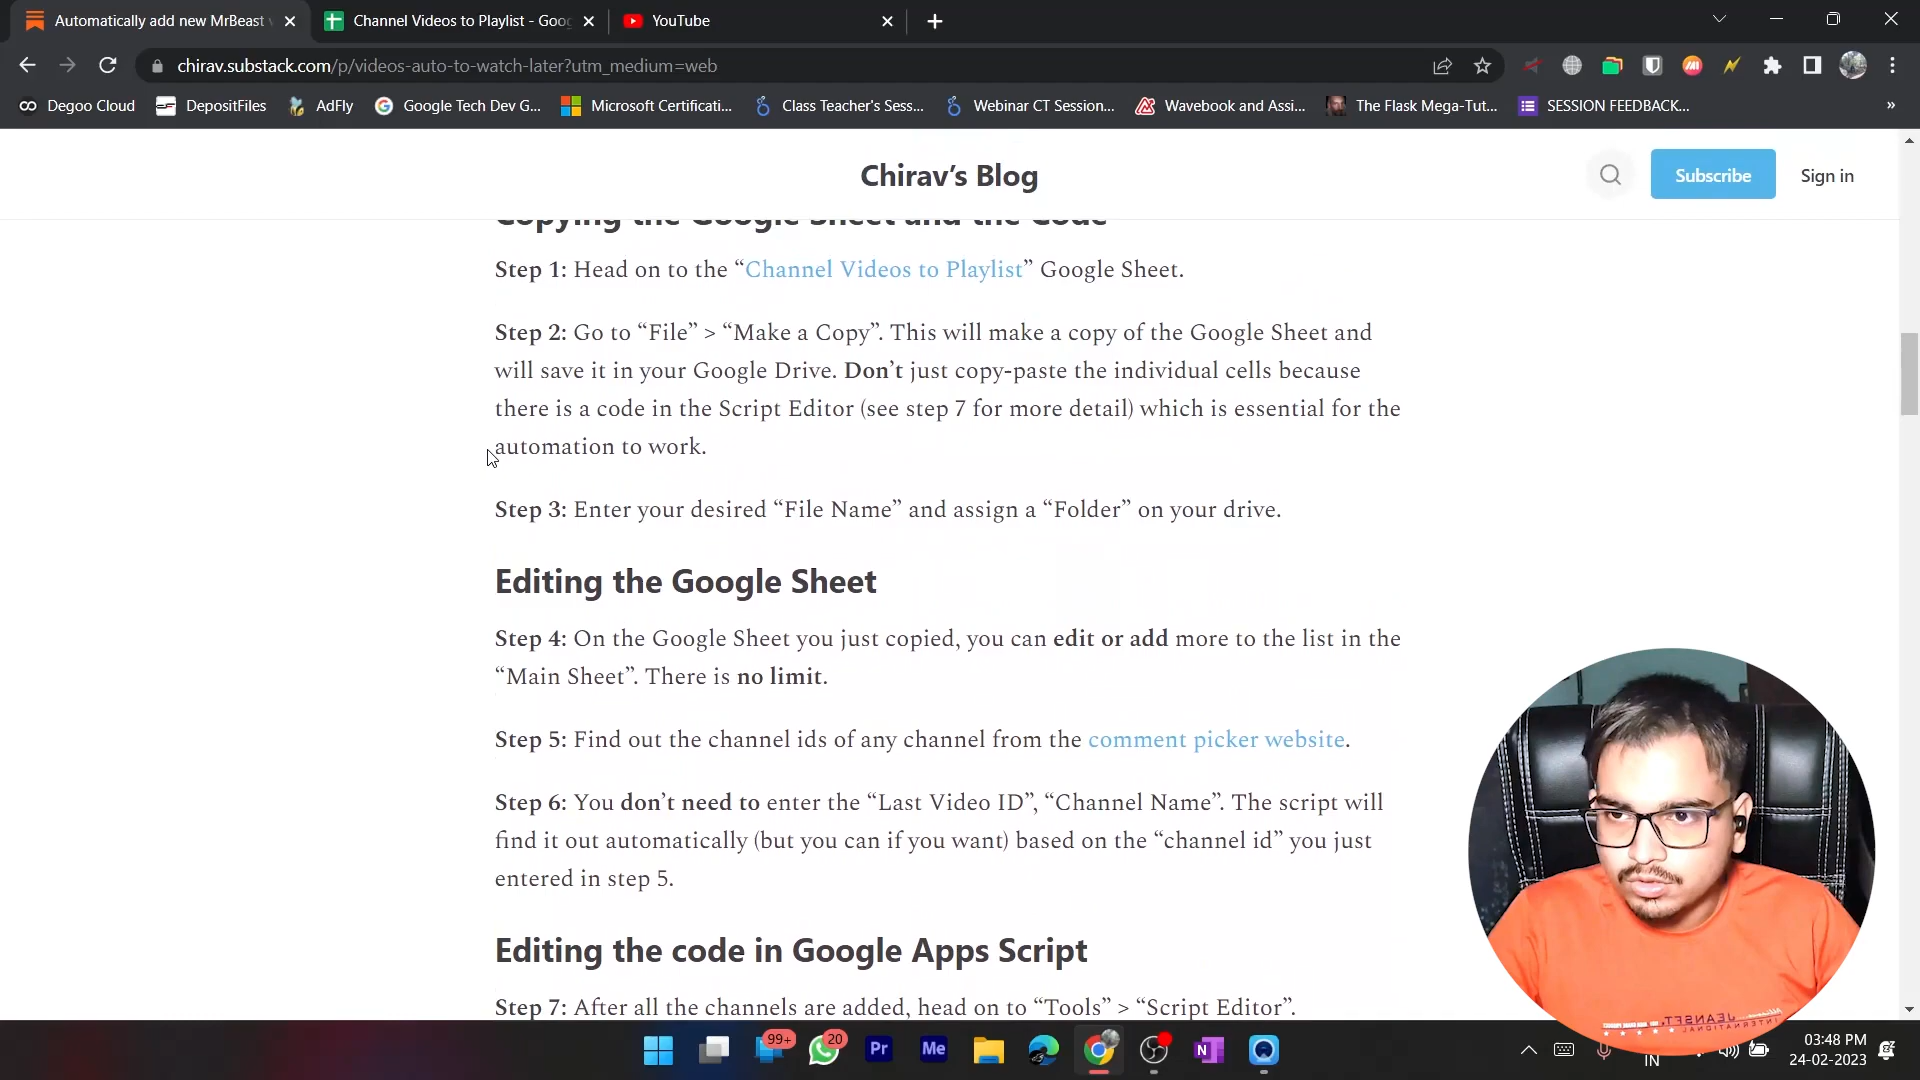 Automatically add new MrBeast
Channel Videos to Playlist - Goo
YouTube
chirav.substack.com/p/videos-auto-to-watch-later?utm_medium=web
Degoo Cloud
DepositFiles
AdFly
Google Tech Dev G...
Microsoft Certificati...
Class Teacher's Sess...
Webinar CT Session...
Wavebook and Assi...
The Flask Mega-Tut...
SESSION FEEDBACK...
»
Chirav’s Blog
Subscribe
Sign in
Copying the Google Sheet and the Code
Step 1: Head on to the “Channel Videos to Playlist” Google Sheet.
Step 2: Go to “File” > “Make a Copy”. This will make a copy of the Google Sheet and
will save it in your Google Drive. Don’t just copy-paste the individual cells because
there is a code in the Script Editor (see step 7 for more detail) which is essential for the
automation to work.
Step 3: Enter your desired “File Name” and assign a “Folder” on your drive.
Editing the Google Sheet
Step 4: On the Google Sheet you just copied, you can edit or add more to the list in the
“Main Sheet”. There is no limit.
Step 5: Find out the channel ids of any channel from the comment picker website.
Step 6: You don’t need to enter the “Last Video ID”, “Channel Name”. The script will
find it out automatically (but you can if you want) based on the “channel id” you just
entered in step 5.
Editing the code in Google Apps Script
Step 7: After all the channels are added, head on to “Tools” > “Script Editor”.
JEANSET,
INTERNATIONAL
99+
20
Pr
Me
N
IN
03:48 PM
24-02-2023